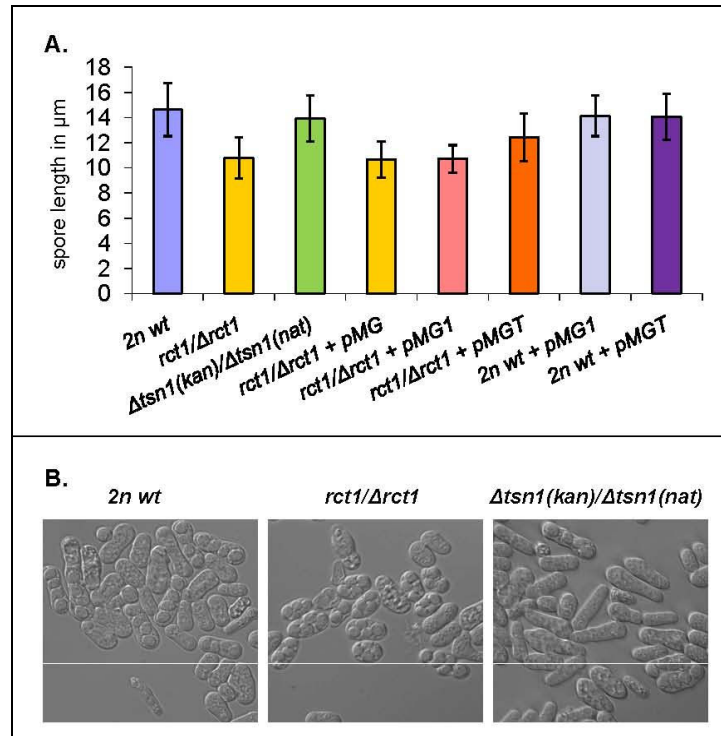 A.
spore length in µm
18
16
14
12
10
8
6
4
2
0
2n wt
rct1/Δrct1
Δtsn1(kan)/Δtsn1(nat)
rct1/Δrct1 + pMG
rct1/Δrct1 + pMG1
rct1/Δrct1 + pMGT
2n wt + pMG1
2n wt + pMGT
B.
2n wt rct1/Δrct1 Δtsn1(kan)/Δtsn1(nat)